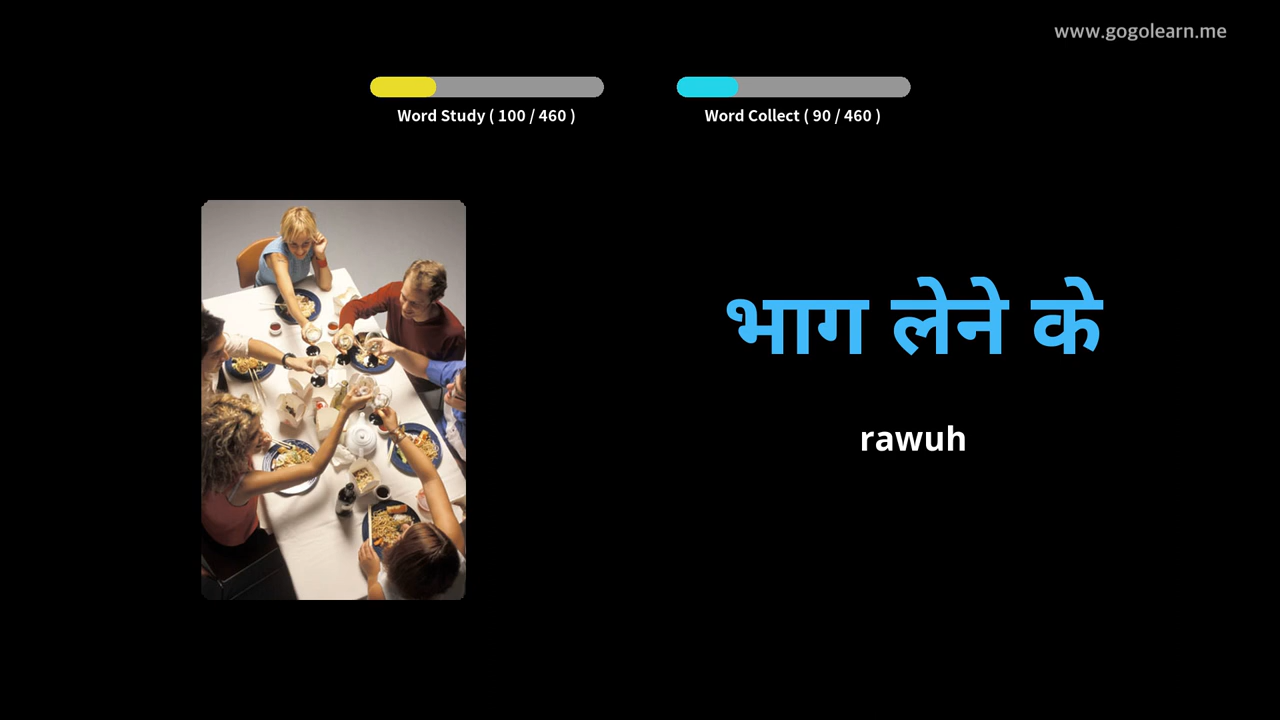 www.gogolearn.me
Word Study ( 100 / 460 )
Word Collect ( 90 / 460 )
भाग लेने के
rawuh